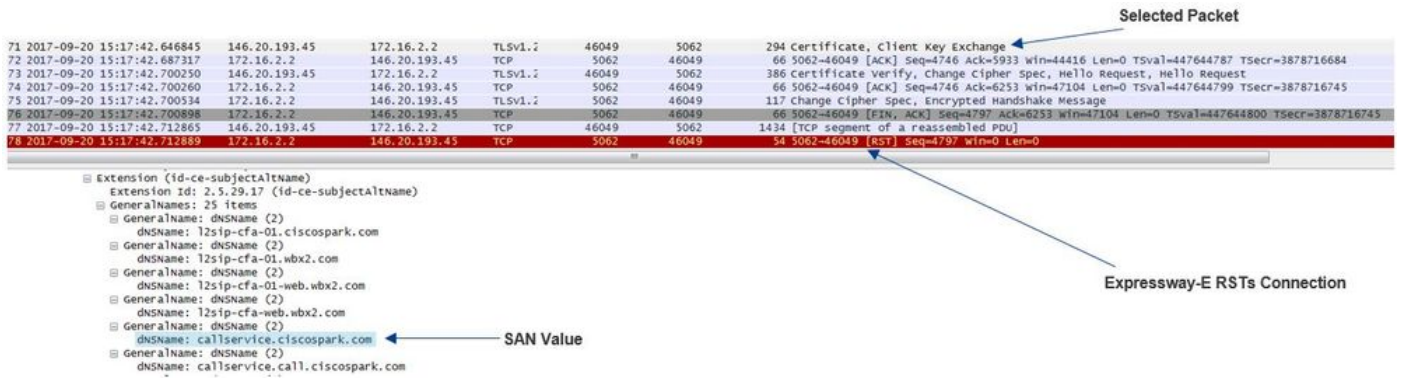 Selected Packet
71 2017-09-20 15:17:42.646845 146.20.193.45 172.16.2.2 TLSv1.2 46049 5062 294 Certificate, Client Key Exchange
72 2017-09-20 15:17:42.687317 172.16.2.2 146.20.193.45 TCP 5062 46049 66 5062→46049 [ACK] Seq=4746 Ack=5933 Win=44416 Len=0 TSval=447644787 TSecr=3878716684
73 2017-09-20 15:17:42.700250 146.20.193.45 172.16.2.2 TLSv1.2 46049 5062 386 Certificate Verify, Change Cipher Spec, Hello Request, Hello Request
74 2017-09-20 15:17:42.700260 172.16.2.2 146.20.193.45 TCP 5062 46049 66 5062→46049 [ACK] Seq=4746 Ack=6253 Win=47104 Len=0 TSval=447644799 TSecr=3878716745
75 2017-09-20 15:17:42.700534 172.16.2.2 146.20.193.45 TLSv1.2 5062 46049 117 Change Cipher Spec, Encrypted Handshake Message
76 2017-09-20 15:17:42.700898 172.16.2.2 146.20.193.45 TCP 5062 46049 66 5062→46049 [FIN, ACK] Seq=4797 Ack=6253 Win=47104 Len=0 TSval=447644800 TSecr=3878716745
77 2017-09-20 15:17:42.712865 146.20.193.45 172.16.2.2 TCP 46049 5062 1434 [TCP segment of a reassembled PDU]
78 2017-09-20 15:17:42.712889 172.16.2.2 146.20.193.45 TCP 5062 46049 54 5062→46049 [RST] Seq=4797 Win=0 Len=0
Extension (id-ce-subjectAltName)
Extension Id: 2.5.29.17 (id-ce-subjectAltName)
GeneralNames: 25 items
GeneralName: dNSName (2)
dNSName: l2sip-cfa-01.ciscospark.com
GeneralName: dNSName (2)
dNSName: l2sip-cfa-01.wbx2.com
GeneralName: dNSName (2)
dNSName: l2sip-cfa-01-web.wbx2.com
GeneralName: dNSName (2)
dNSName: l2sip-cfa-web.wbx2.com
GeneralName: dNSName (2)
dNSName: callservice.ciscospark.com
GeneralName: dNSName (2)
dNSName: callservice.call.ciscospark.com
Expressway-E RSTs Connection
SAN Value